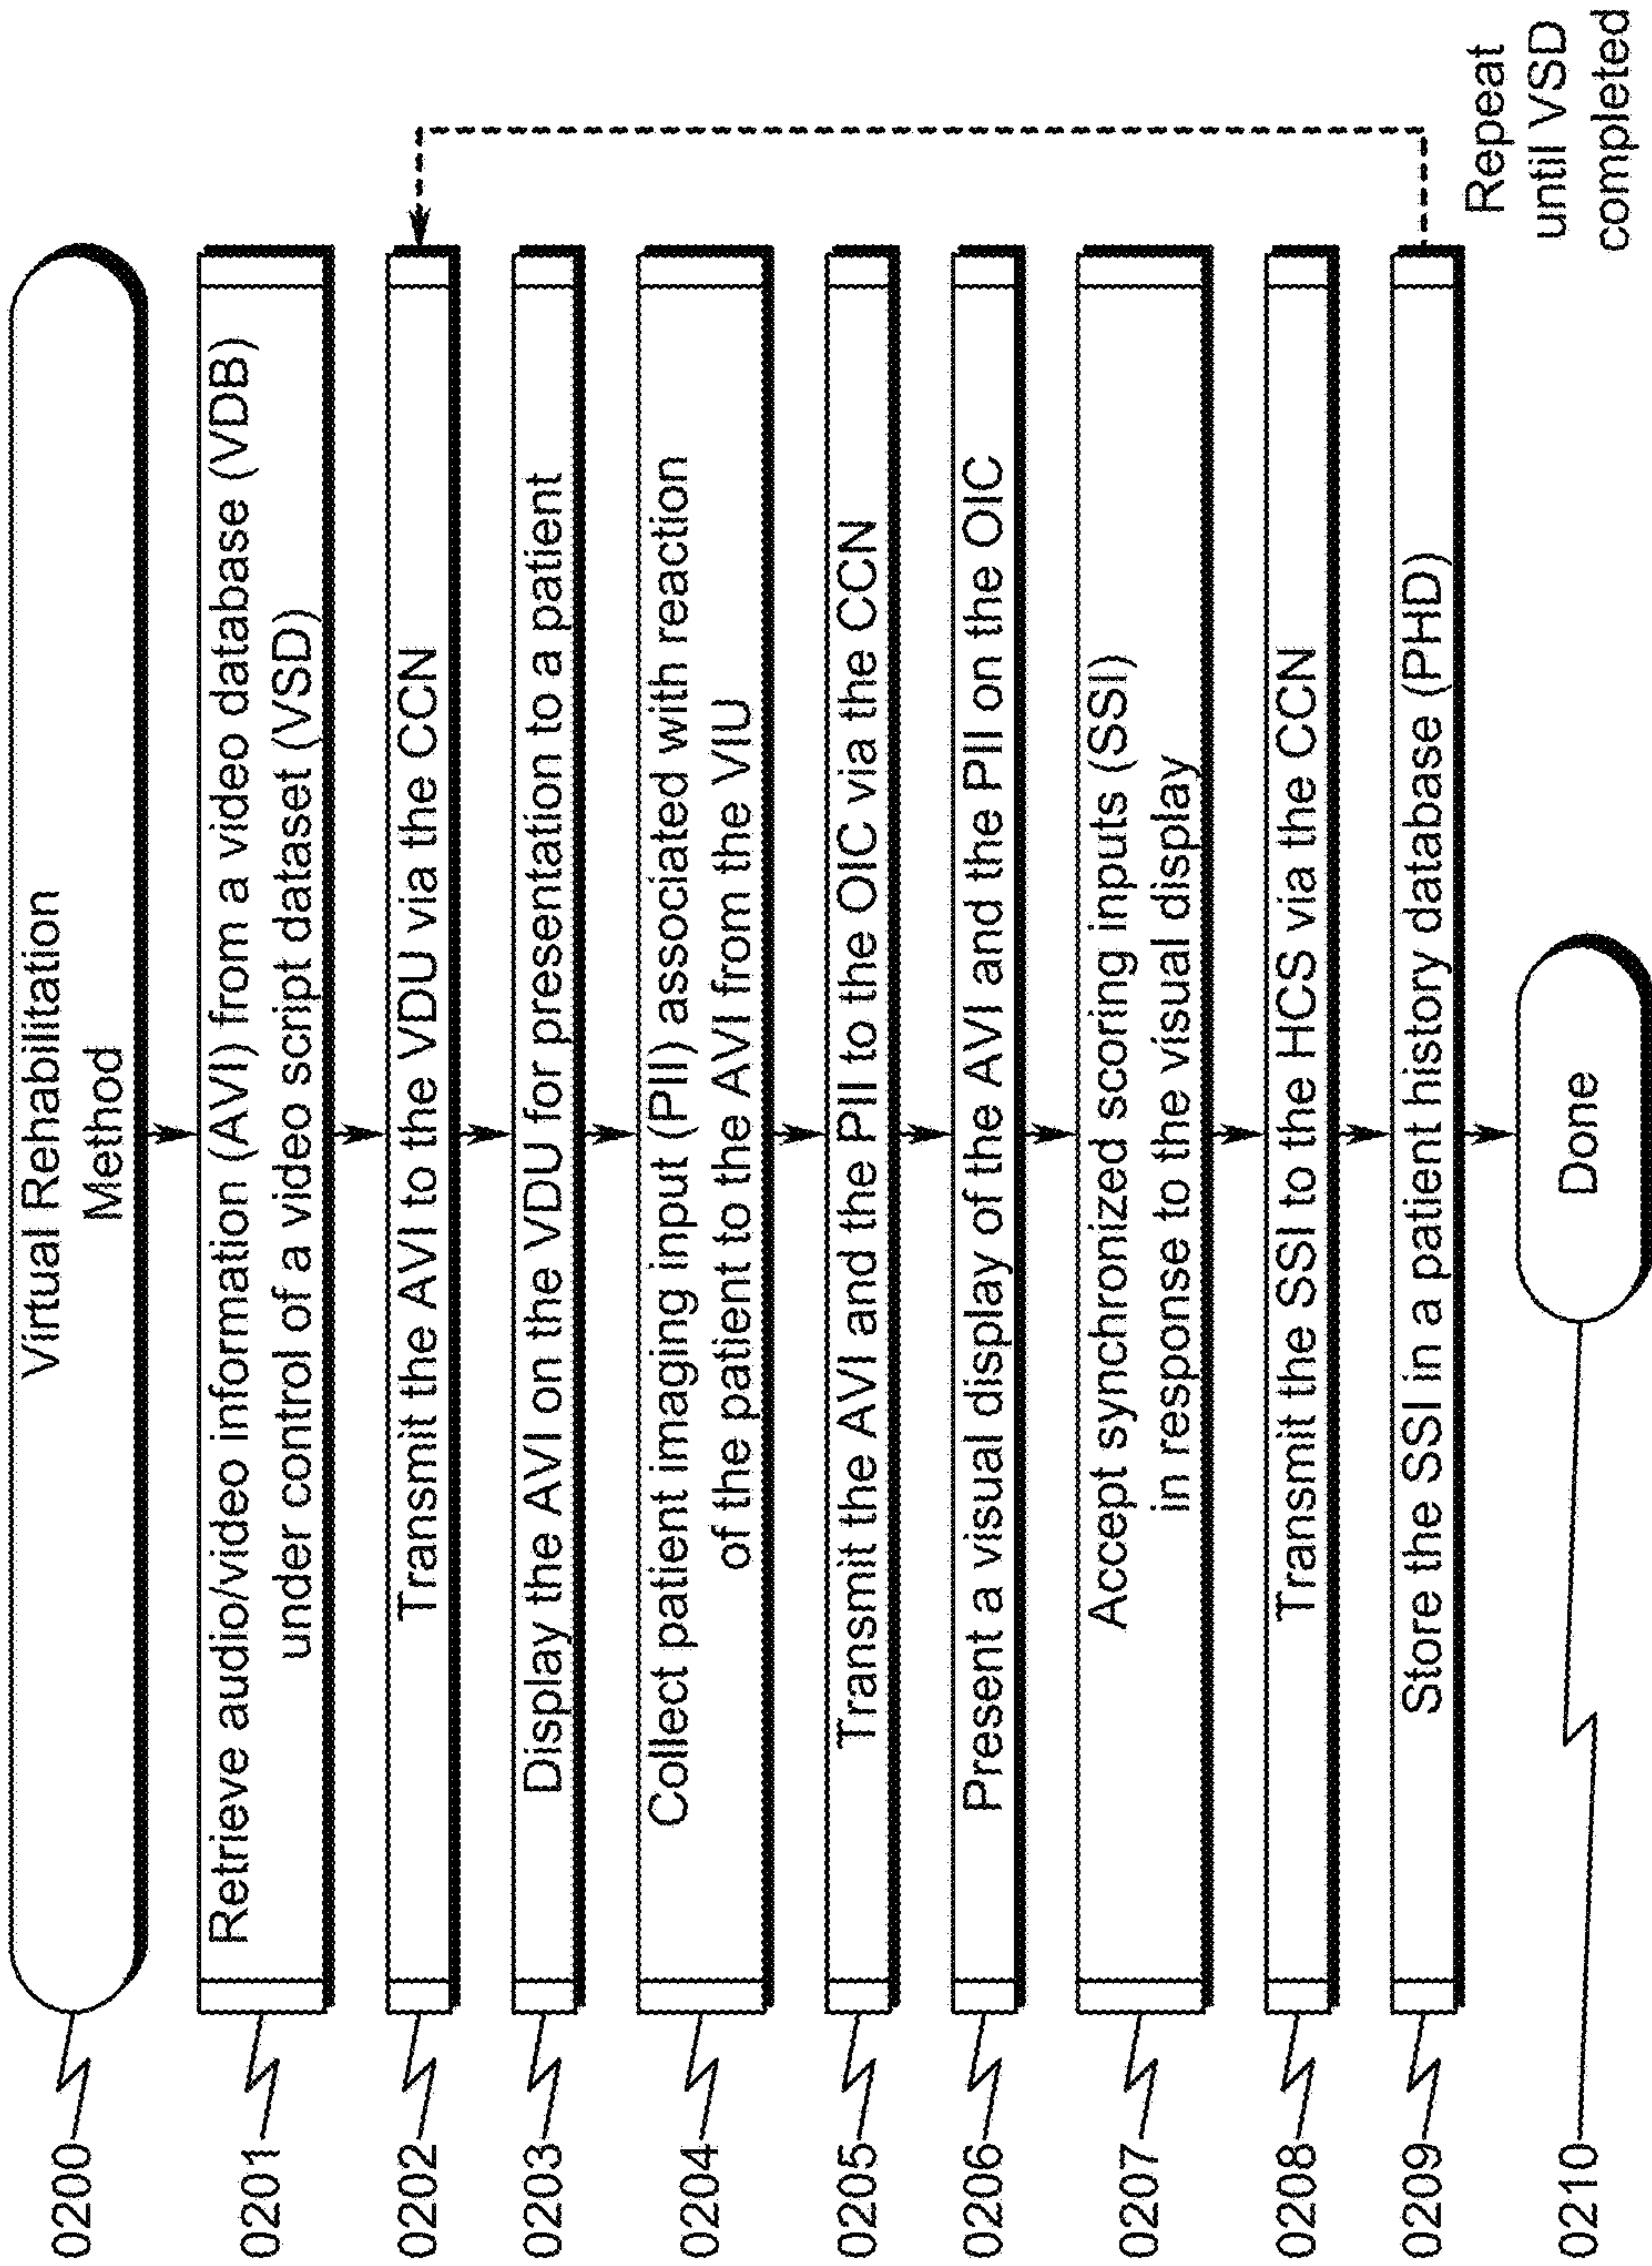 0200
Virtual Rehabilitation
Method
0201
Retrieve audio/video information (AVI) from a video database (VDB)
under control of a video script dataset (VSD)
0202
Transmit the AVI to the VDU via the CCN
0203
Display the AVI on the VDU for presentation to a patient
0204
Collect patient imaging input (PII) associated with reaction
of the patient to the AVI from the VIU
0205
Transmit the AVI and the PII to the OIC via the CCN
0206
Present a visual display of the AVI and the PII on the OIC
0207
Accept synchronized scoring inputs (SSI)
in response to the visual display
0208
Transmit the SSI to the HCS via the CCN
0209
Store the SSI in a patient history database (PHD)
Repeat
until VSD
completed
0210
Done